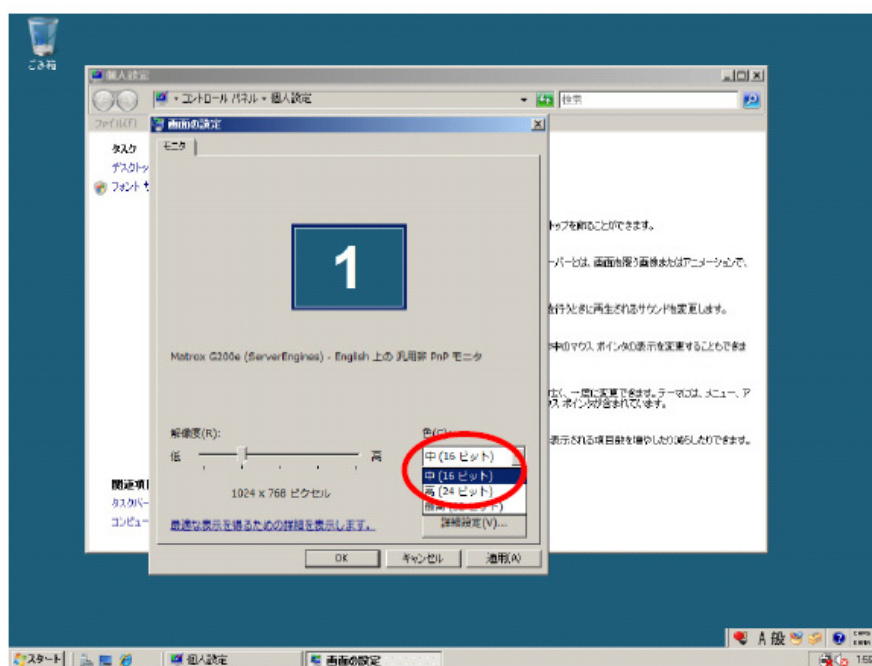 ごみ箱
個人設定
コントロール パネル
個人設定
検索
ファイル(F)
画面の設定
タスク
モニタ
デスクトッ
フォント サ
1
トップを飾ることができます。
ーバーとは、画面を覆う画像またはアニメーションで、
を行うときに再生されるサウンドを変更します。
中のマウス ポインタの表示を変更することもできま
く、一度に変更できます。テーマには、メニュー、ア
ウス ポインタが含まれています。
表示される項目数を増やしたり減らしたりできます。
Matrox G200e (ServerEngines) - English 上の 汎用非 PnP モニタ
解像度(R):
色(C):
低
高
中 (16 ビット)
中 (16 ビット)
高 (24 ビット)
1024 x 768 ピクセル
関連項
タスクバー
コンピュー
最適な表示を得るための詳細を表示します。
詳細設定(V)...
OK
キャンセル
適用(A)
A 般
スタート
個人設定
画面の設定